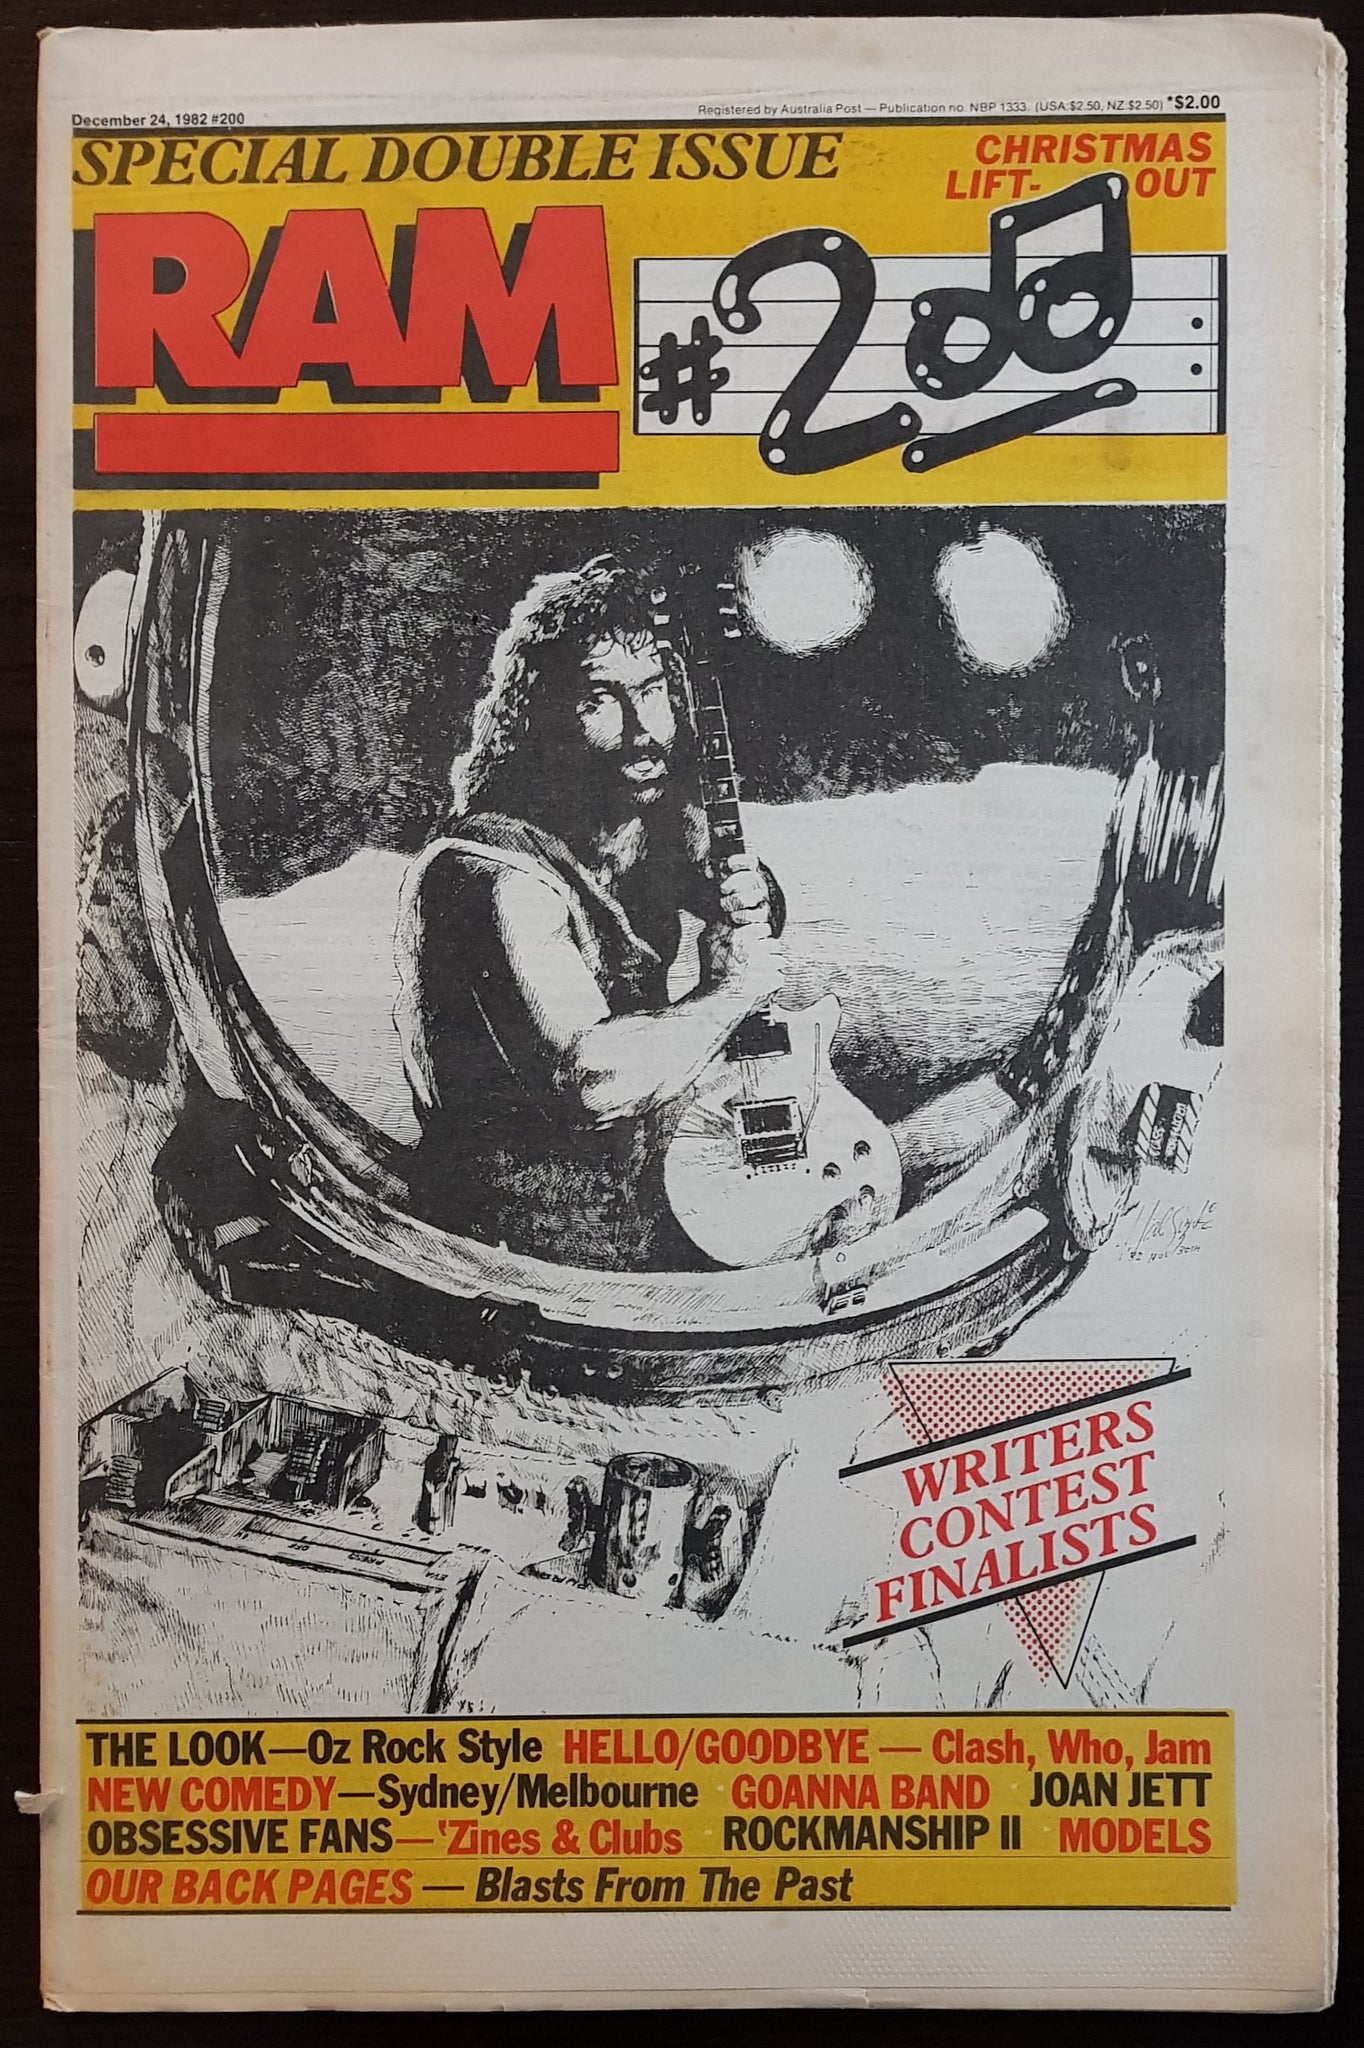 December 24, 1982 #200
Registered by Australia Post — Publication no. NBP 1333. (USA:$2.50, NZ $2.50) *$2.00
SPECIAL DOUBLE ISSUE
CHRISTMAS
LIFT-OUT
RAM
#200
WRITERS
CONTEST
FINALISTS
THE LOOK—Oz Rock Style HELLO/GOODBYE — Clash, Who, Jam
NEW COMEDY—Sydney/Melbourne GOANNA BAND JOAN JETT
OBSESSIVE FANS—'Zines & Clubs ROCKMANSHIP II MODELS
OUR BACK PAGES — Blasts From The Past